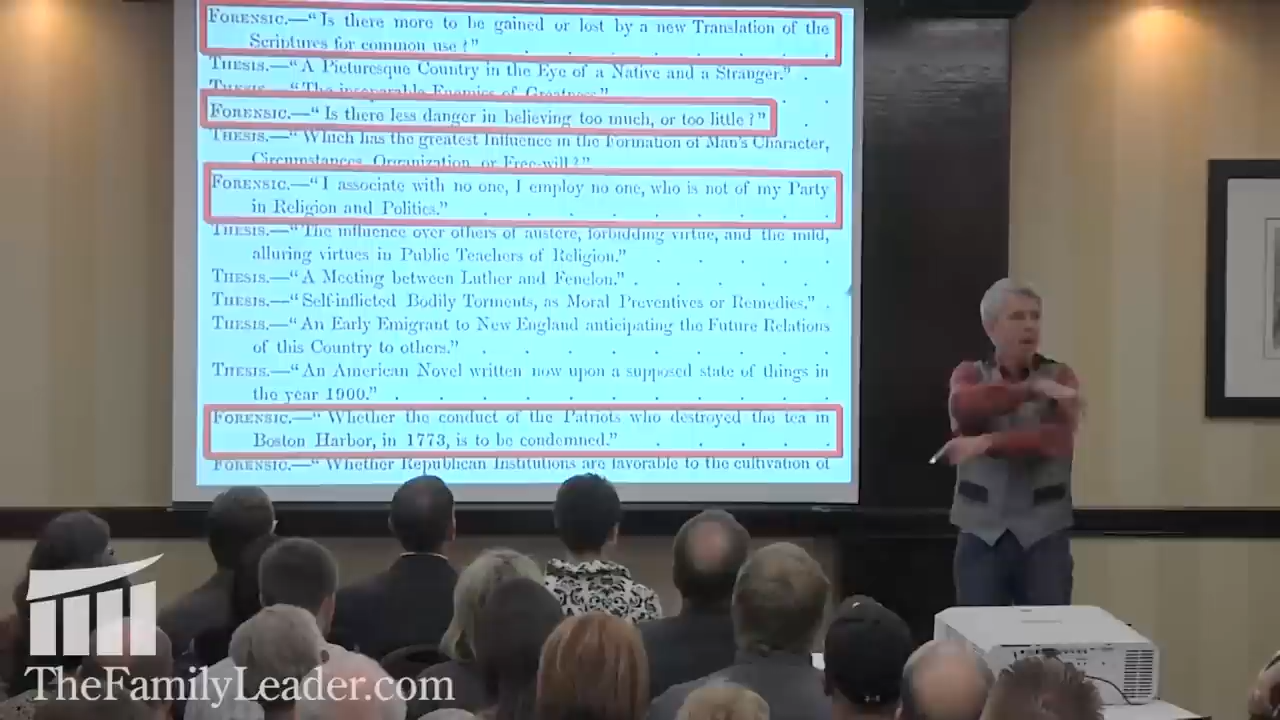 FORENSIC.—“Is there more to be gained or lost by a new Translation of the
Scriptures for common use?” . . . . . . .
THESIS.—“A Picturesque Country in the Eye of a Native and a Stranger.” .
THESIS.—“The inseparable Enemies of Greatness.” . .
FORENSIC.—“Is there less danger in believing too much, or too little?” .
THESIS.—“Which has the greatest Influence in the Formation of Man's Character,
Circumstances, Organization, or Free-will?”
FORENSIC.—“I associate with no one, I employ no one, who is not of my Party
in Religion and Politics.” . . . . . . .
THESIS.—“The influence over others of austere, forbidding virtue, and the mild,
alluring virtues in Public Teachers of Religion.” . . . . .
THESIS.—“A Meeting between Luther and Fenelon.” . . . . .
THESIS.—“Self-inflicted Bodily Torments, as Moral Preventives or Remedies.” .
THESIS.—“An Early Emigrant to New England anticipating the Future Relations
of this Country to others.” . . . . . . .
THESIS.—“An American Novel written now upon a supposed state of things in
the year 1900.” . . . . . . . .
FORENSIC.—“Whether the conduct of the Patriots who destroyed the tea in
Boston Harbor, in 1773, is to be condemned.” . . . . .
FORENSIC.—“Whether Republican Institutions are favorable to the cultivation of
TheFamilyLeader.com